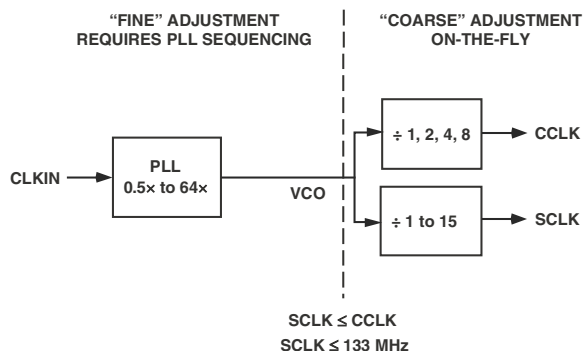 “FINE” ADJUSTMENT
REQUIRES PLL SEQUENCING
“COARSE” ADJUSTMENT
ON-THE-FLY
CLKIN
PLL
0.5× to 64×
VCO
÷ 1, 2, 4, 8
CCLK
÷ 1 to 15
SCLK
SCLK ≤ CCLK
SCLK ≤ 133 MHz